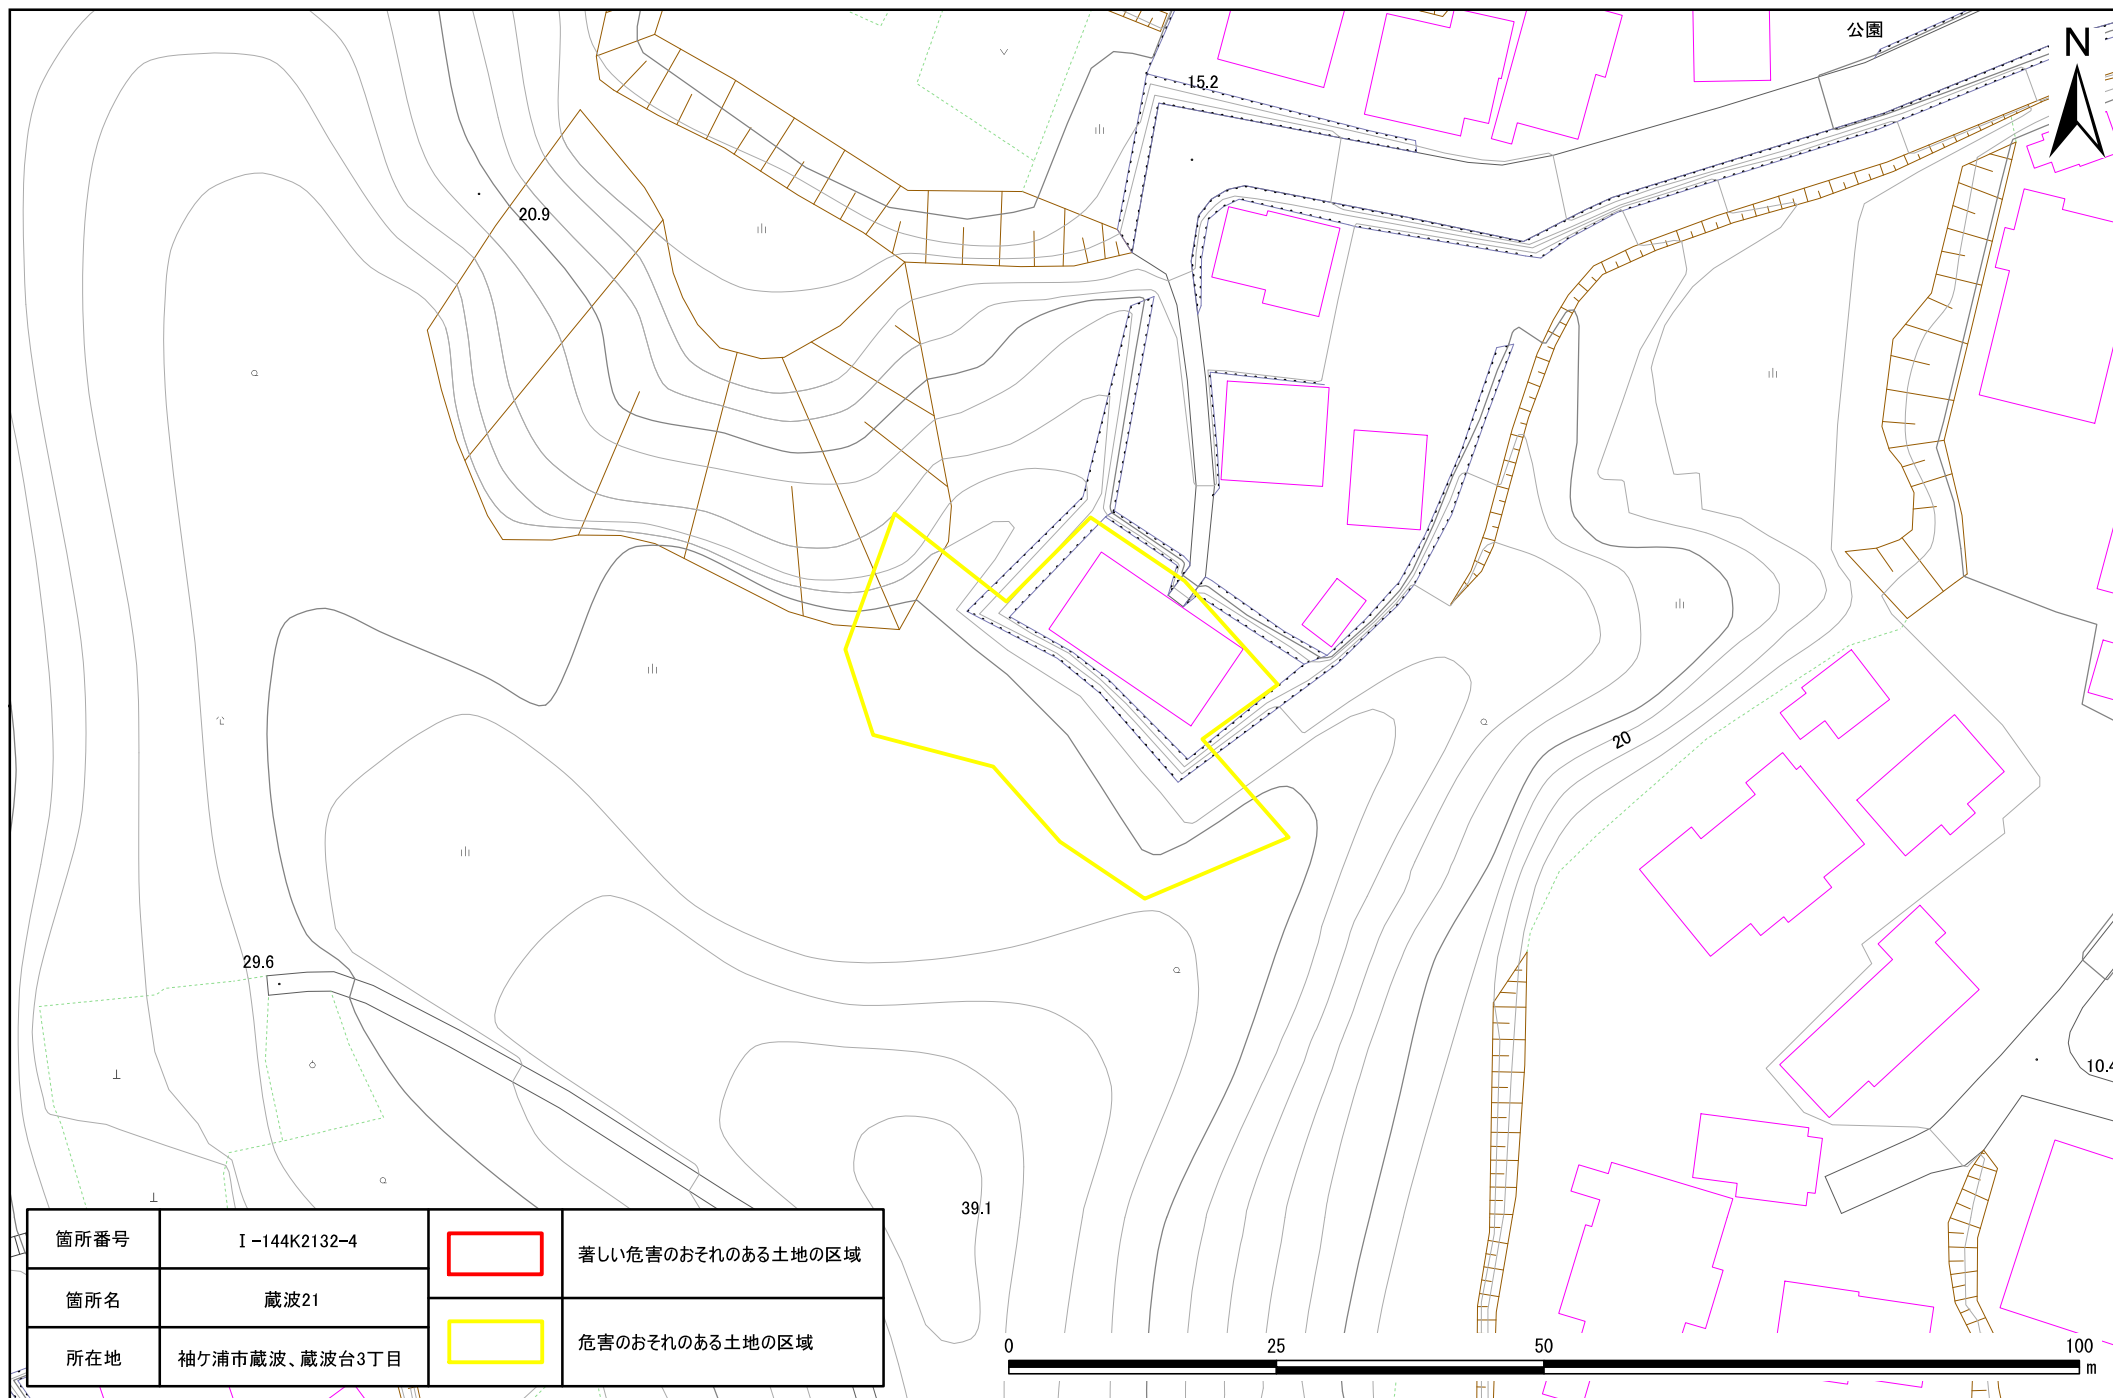 公園
N
15.2
20.9
20
29.6
10.4
39.1
箇所番号 Ⅰ-144K2132-4
著しい危害のおそれのある土地の区域
箇所名 蔵波21
危害のおそれのある土地の区域
所在地 袖ケ浦市蔵波、蔵波台3丁目
0 25 50 100
m